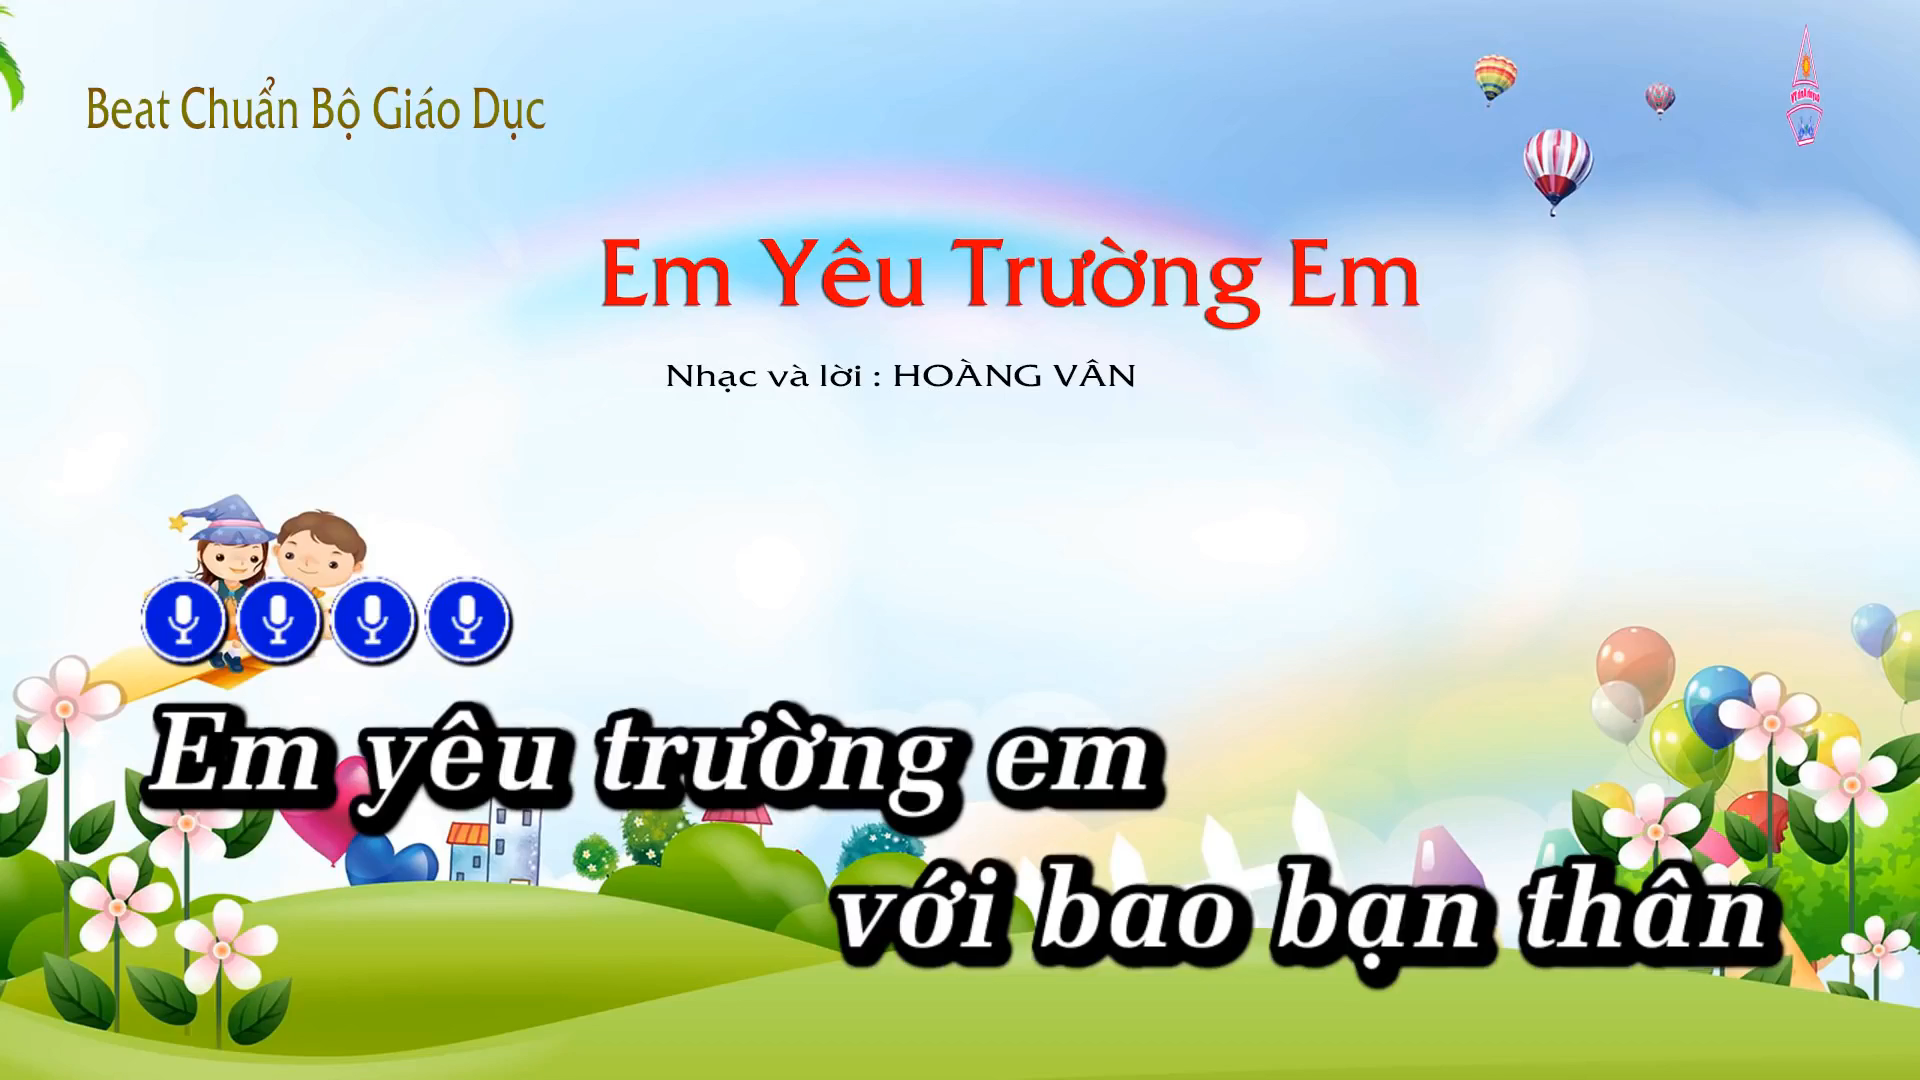 Beat Chuẩn Bộ Giáo Dục
Em Yêu Trường Em
Nhạc và lời : HOÀNG VÂN
Em yêu trường em
với bao bạn thân